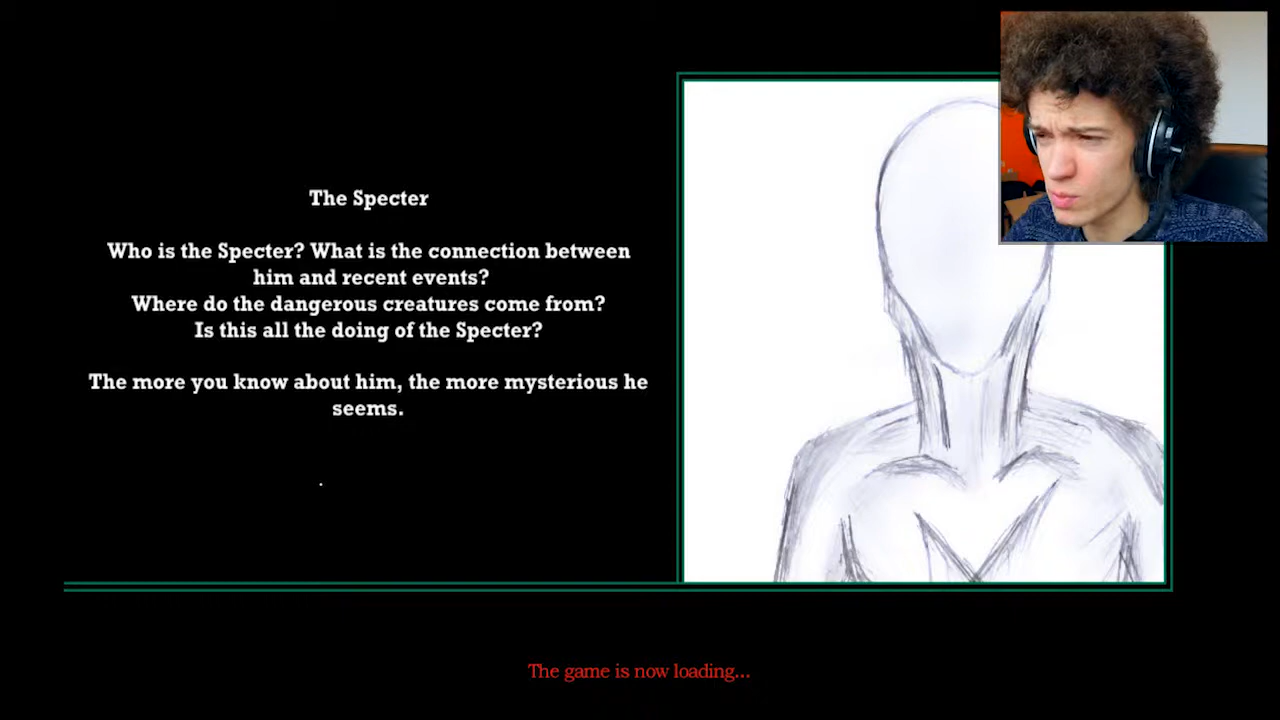 The Specter
Who is the Specter? What is the connection between
him and recent events?
Where do the dangerous creatures come from?
Is this all the doing of the Specter?
The more you know about him, the more mysterious he
seems.
.
The game is now loading...